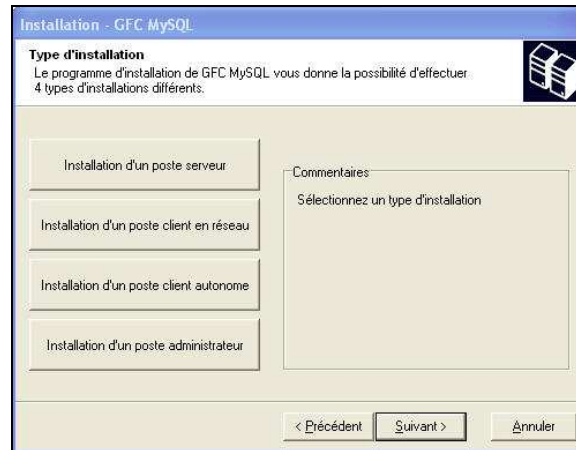 Installation - GFC MySQL
Type d'installation
Le programme d'installation de GFC MySQL vous donne la possibilité d'effectuer
4 types d'installations différents.
Installation d'un poste serveur
Installation d'un poste client en réseau
Installation d'un poste client autonome
Installation d'un poste administrateur
Commentaires
Sélectionnez un type d'installation
< Précédent
Suivant >
Annuler